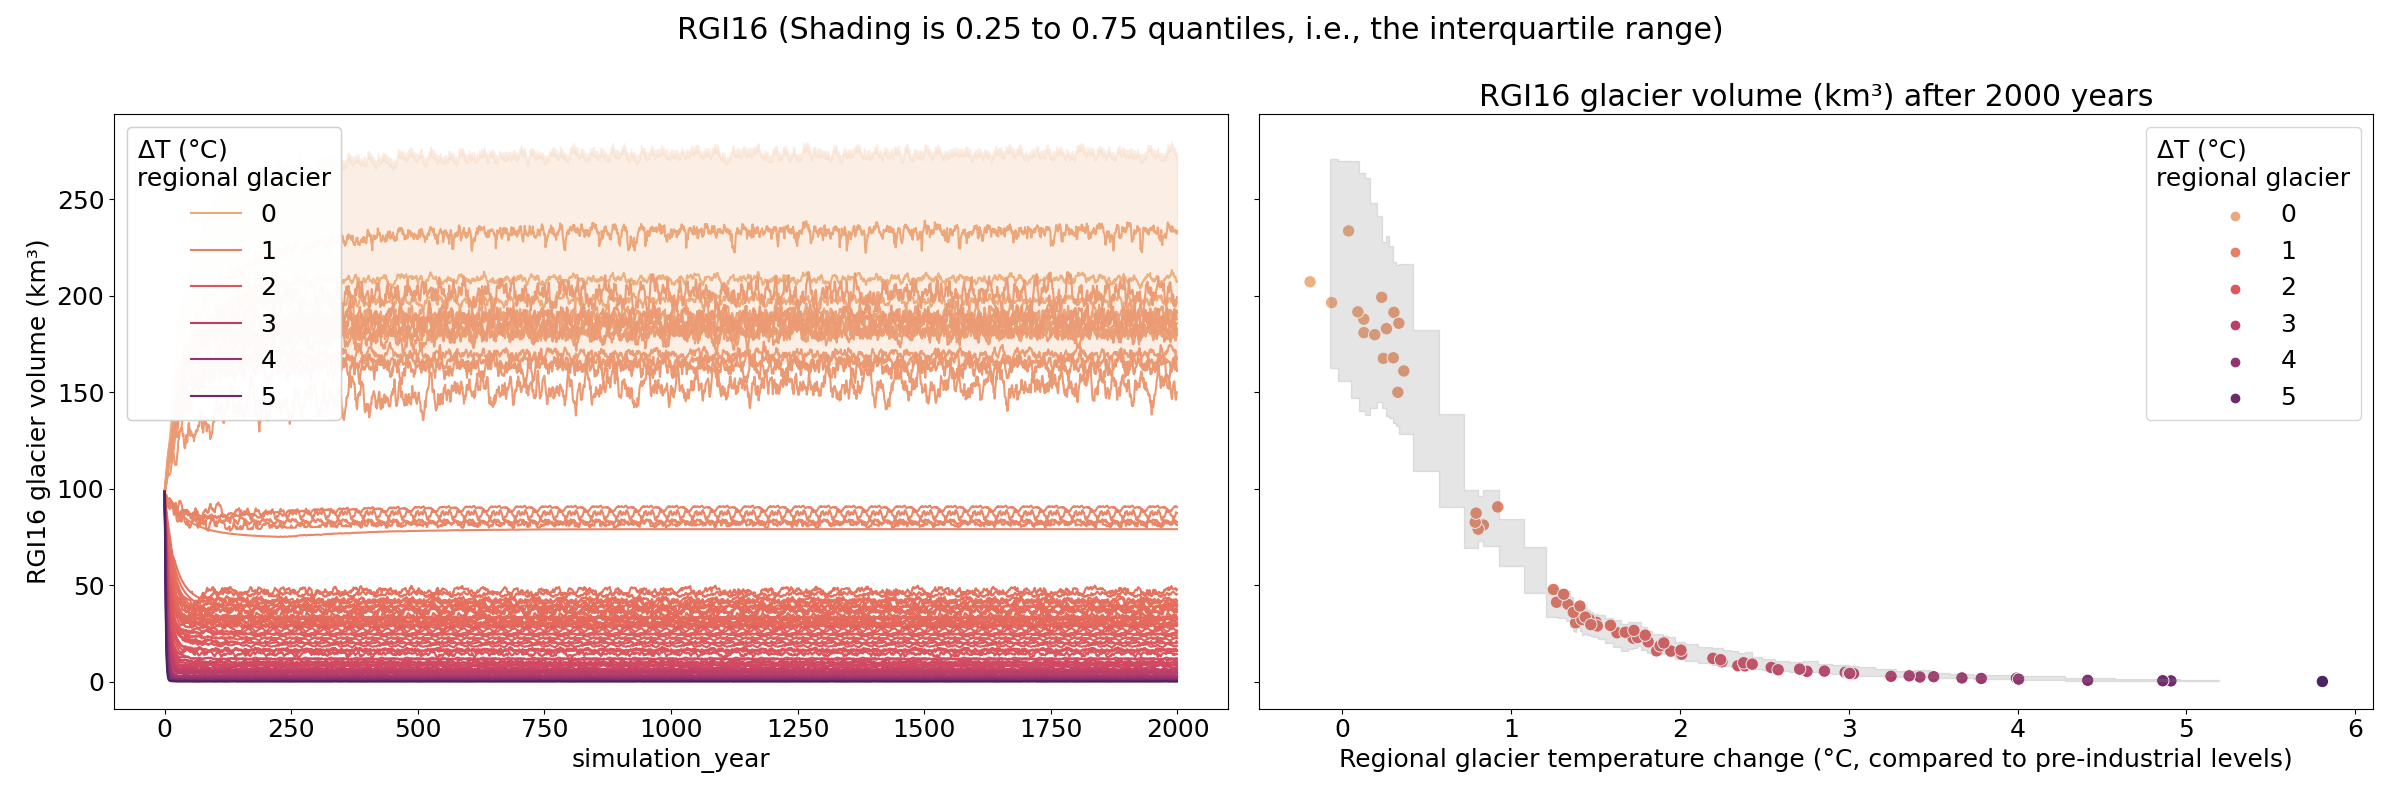 RGI16 (Shading is 0.25 to 0.75 quantiles, i.e., the interquartile range)
RGI16 glacier volume (km³) after 2000 years
ΔT (°C)
regional glacier
0
1
2
3
4
5
250
200
150
100
50
0
RGI16 glacier volume (km³)
0 250 500 750 1000 1250 1500 1750 2000
simulation_year
ΔT (°C)
regional glacier
0
1
2
3
4
5
0 1 2 3 4 5 6
Regional glacier temperature change (°C, compared to pre-industrial levels)